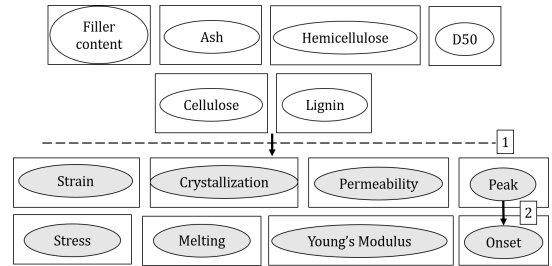 Filler
content
Ash
Hemicellulose
D50
Cellulose
Lignin
1
Strain
Crystallization
Permeability
Peak
2
Stress
Melting
Young's Modulus
Onset